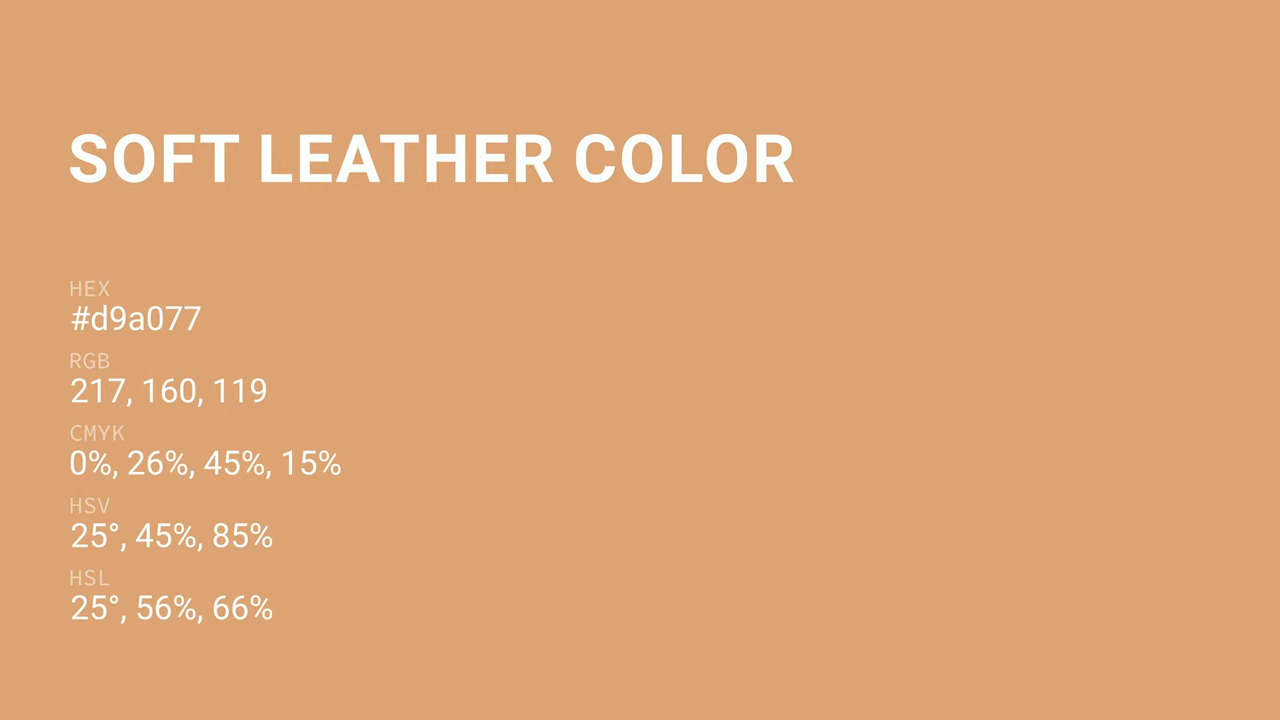 SOFT LEATHER COLOR
HEX
#d9a077
RGB
217, 160, 119
CMYK
0%, 26%, 45%, 15%
HSV
25°, 45%, 85%
HSL
25°, 56%, 66%